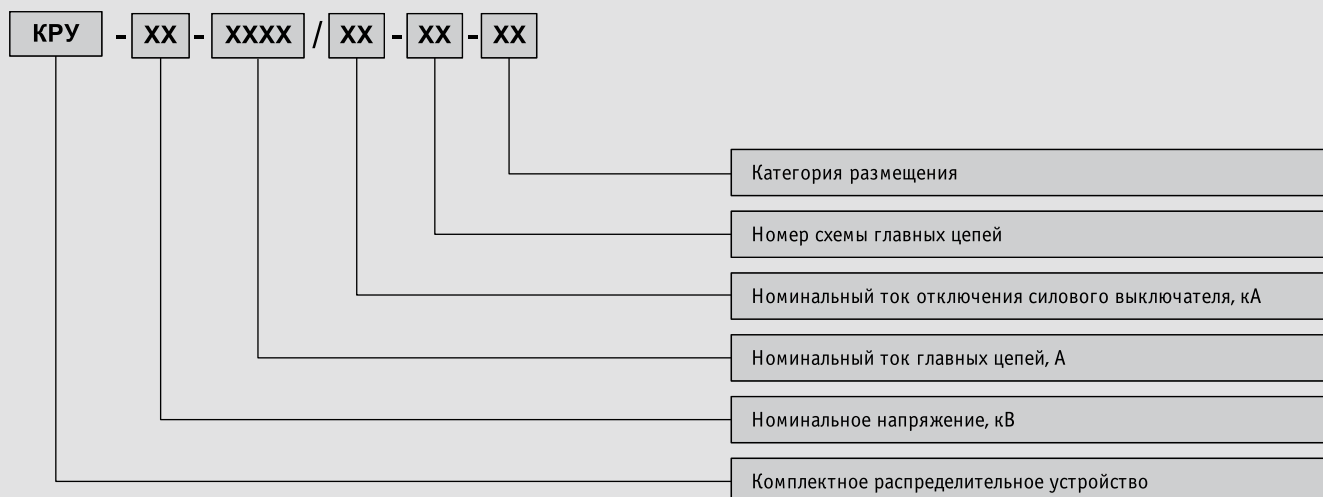 КРУ - XX - XXXX / XX - XX - XX
Категория размещения
Номер схемы главных цепей
Номинальный ток отключения силового выключателя, кА
Номинальный ток главных цепей, А
Номинальное напряжение, кВ
Комплектное распределительное устройство